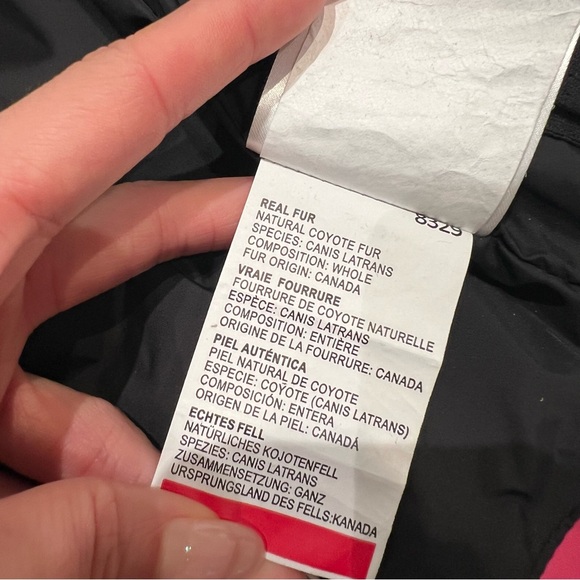 8329
REAL FUR
NATURAL COYOTE FUR
SPECIES: CANIS LATRANS
COMPOSITION: WHOLE
FUR ORIGIN: CANADA
VRAIE FOURRURE
FOURRURE DE COYOTE NATURELLE
ESPÈCE: CANIS LATRANS
COMPOSITION: ENTIÈRE
ORIGINE DE LA FOURRURE: CANADA
PIEL AUTÉNTICA
PIEL NATURAL DE COYOTE
ESPECIE: COYOTE (CANIS LATRANS)
COMPOSICIÓN: ENTERA
ORIGEN DE LA PIEL: CANADÁ
ECHTES FELL
NATÜRLICHES KOJOTENFELL
SPEZIES: CANIS LATRANS
ZUSAMMENSETZUNG: GANZ
URSPRUNGSLAND DES FELLS:KANADA